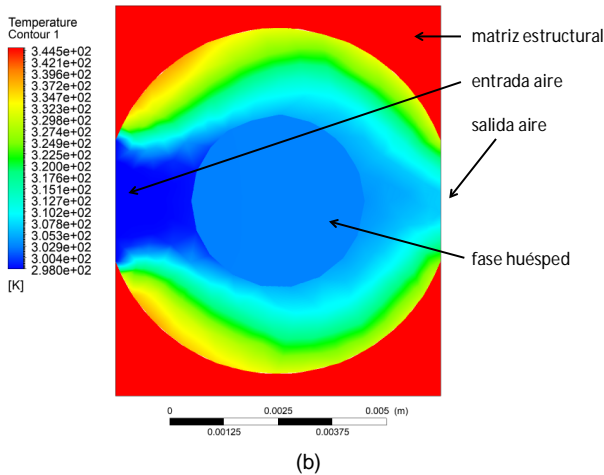 Temperature
Contour 1
3.445e+02
3.421e+02
3.396e+02
3.372e+02
3.347e+02
3.323e+02
3.298e+02
3.274e+02
3.249e+02
3.225e+02
3.200e+02
3.176e+02
3.151e+02
3.127e+02
3.102e+02
3.078e+02
3.053e+02
3.029e+02
3.004e+02
2.980e+02
[K]
matriz estructural
entrada aire
salida aire
fase huésped
0 0.0025 0.005 (m)
0.00125 0.00375
(b)